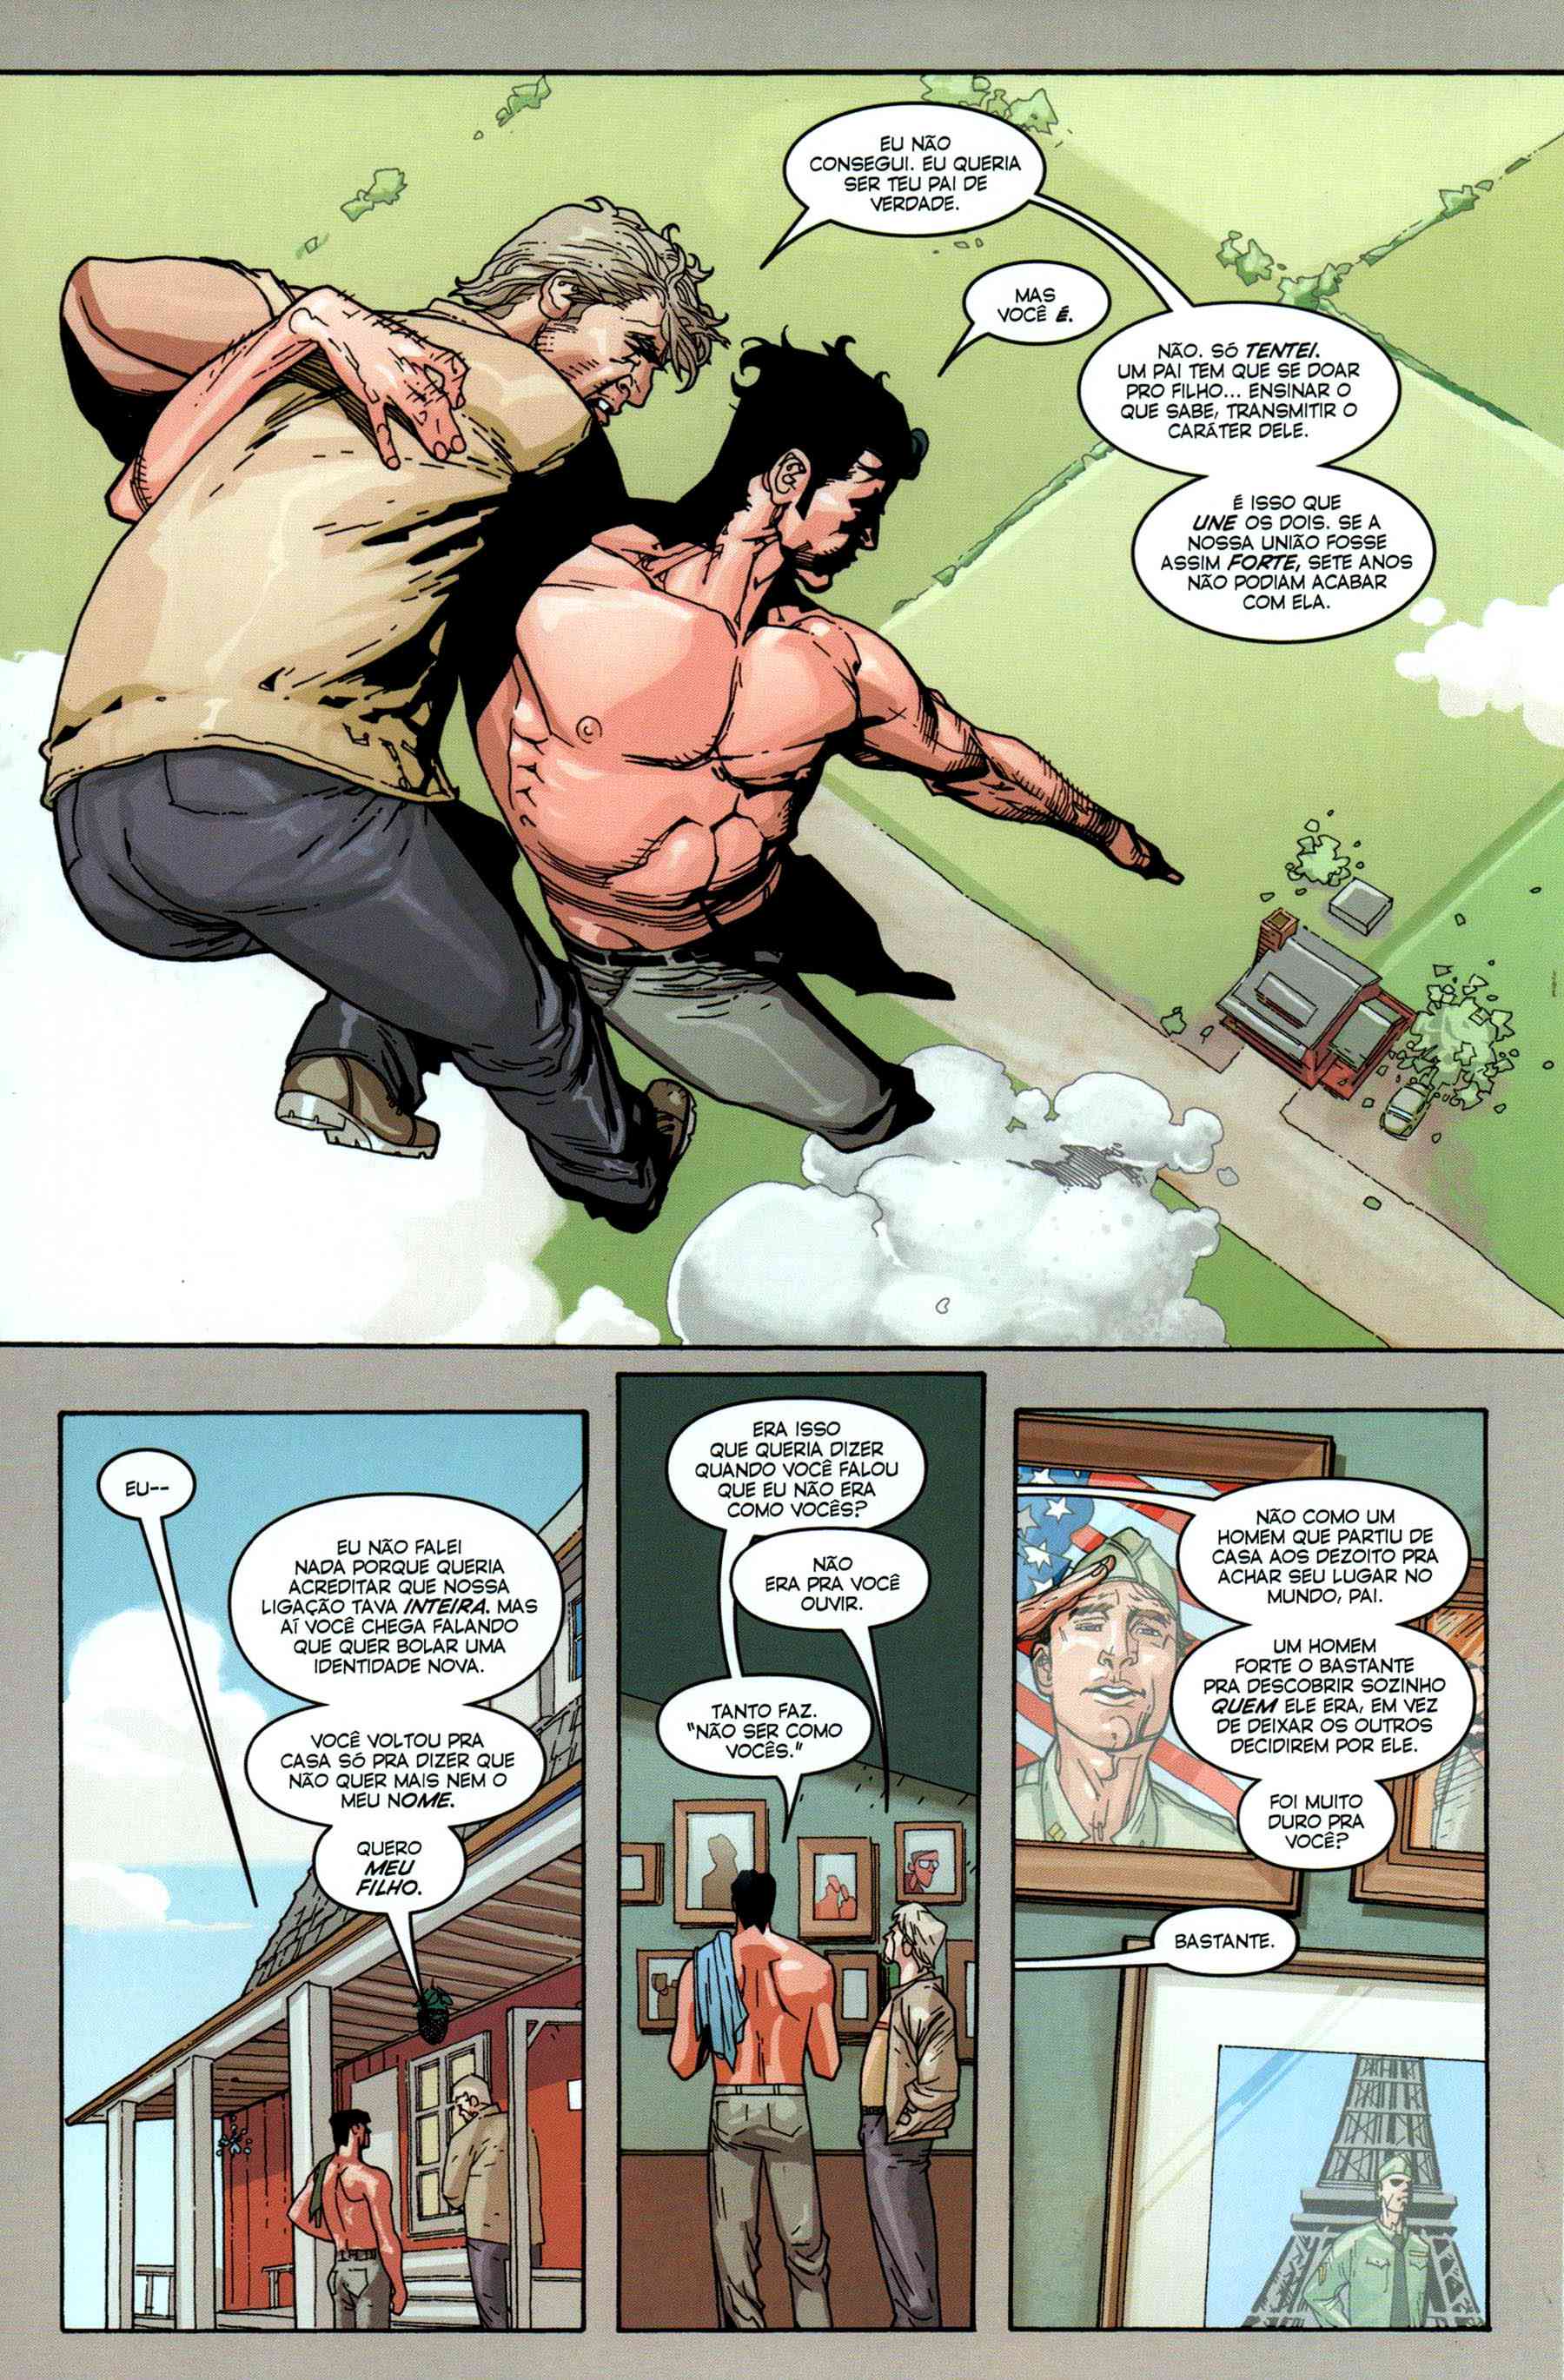 EU NÃO
CONSEGUI. EU QUERIA
SER TEU PAI DE
VERDADE.
MAS
VOCÊ É.
NÃO. SÓ TENTEI.
UM PAI TEM QUE SE DOAR
PRO FILHO... ENSINAR O
QUE SABE, TRANSMITIR O
CARÁTER DELE.
É ISSO QUE
UNE OS DOIS. SE A
NOSSA UNIÃO FOSSE
ASSIM FORTE, SETE ANOS
NÃO PODIAM ACABAR
COM ELA.
EU--
EU NÃO FALEI
NADA PORQUE QUERIA
ACREDITAR QUE NOSSA
LIGAÇÃO TAVA INTEIRA. MAS
AÍ VOCÊ CHEGA FALANDO
QUE QUER BOLAR UMA
IDENTIDADE NOVA.
VOCÊ VOLTOU PRA
CASA SÓ PRA DIZER QUE
NÃO QUER MAIS NEM O
MEU NOME.
QUERO
MEU
FILHO.
ERA ISSO
QUE QUERIA DIZER
QUANDO VOCÊ FALOU
QUE EU NÃO ERA
COMO VOCÊS?
NÃO
ERA PRA VOCÊ
OUVIR.
TANTO FAZ.
"NÃO SER COMO
VOCÊS."
NÃO COMO UM
HOMEM QUE PARTIU DE
CASA AOS DEZOITO PRA
ACHAR SEU LUGAR NO
MUNDO, PAI.
UM HOMEM
FORTE O BASTANTE
PRA DESCOBRIR SOZINHO
QUEM ELE ERA, EM VEZ
DE DEIXAR OS OUTROS
DECIDIREM POR ELE.
FOI MUITO
DURO PRA
VOCÊ?
BASTANTE.